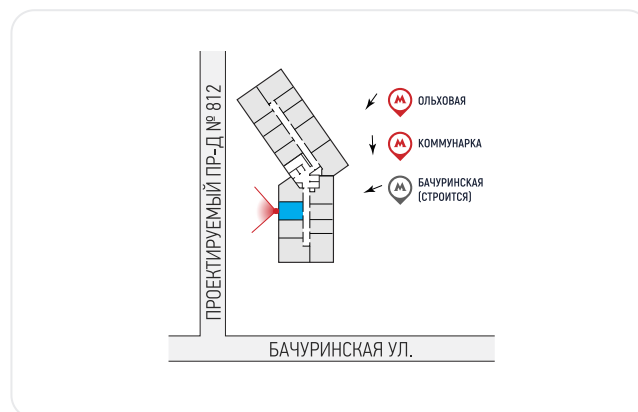 ПРОЕКТИРУЕМЫЙ ПР-Д № 812
М ОЛЬХОВАЯ
М КОММУНАРКА
М БАЧУРИНСКАЯ
(СТРОИТСЯ)
БАЧУРИНСКАЯ УЛ.